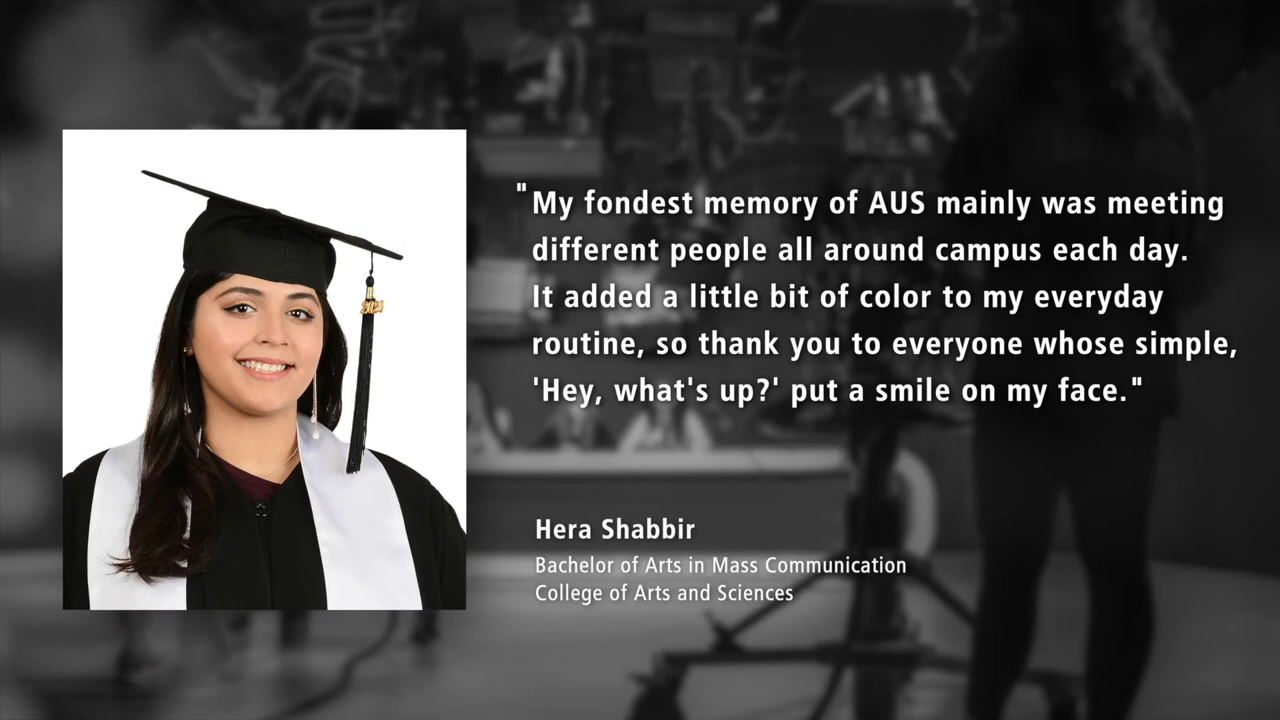 2020
"My fondest memory of AUS mainly was meeting
different people all around campus each day.
It added a little bit of color to my everyday
routine, so thank you to everyone whose simple,
'Hey, what's up?' put a smile on my face."
Hera Shabbir
Bachelor of Arts in Mass Communication
College of Arts and Sciences